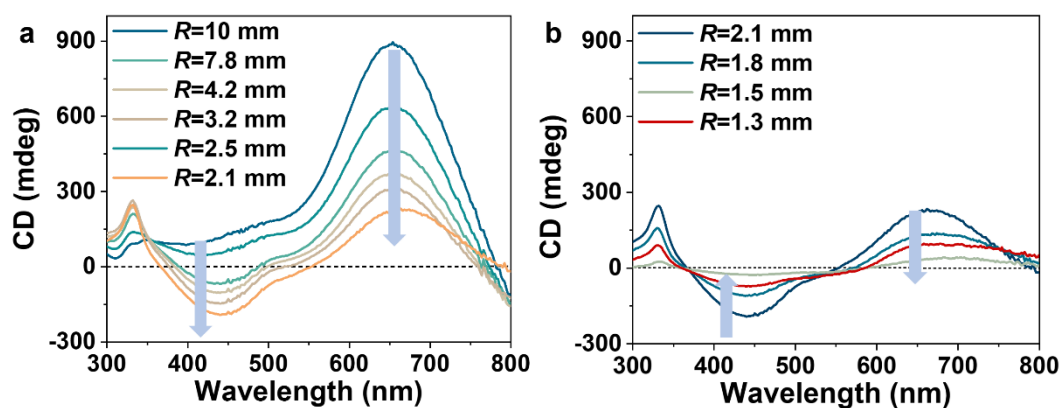 a
R=10 mm
R=7.8 mm
R=4.2 mm
R=3.2 mm
R=2.5 mm
R=2.1 mm
CD (mdeg)
900
600
300
0
-300
300 400 500 600 700 800
Wavelength (nm)
b
R=2.1 mm
R=1.8 mm
R=1.5 mm
R=1.3 mm
CD (mdeg)
900
600
300
0
-300
300 400 500 600 700 800
Wavelength (nm)